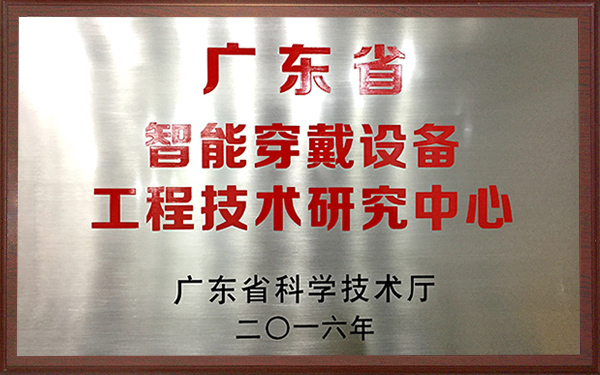 广东省
智能穿戴设备
工程技术研究中心
广东省科学技术厅
二〇一六年